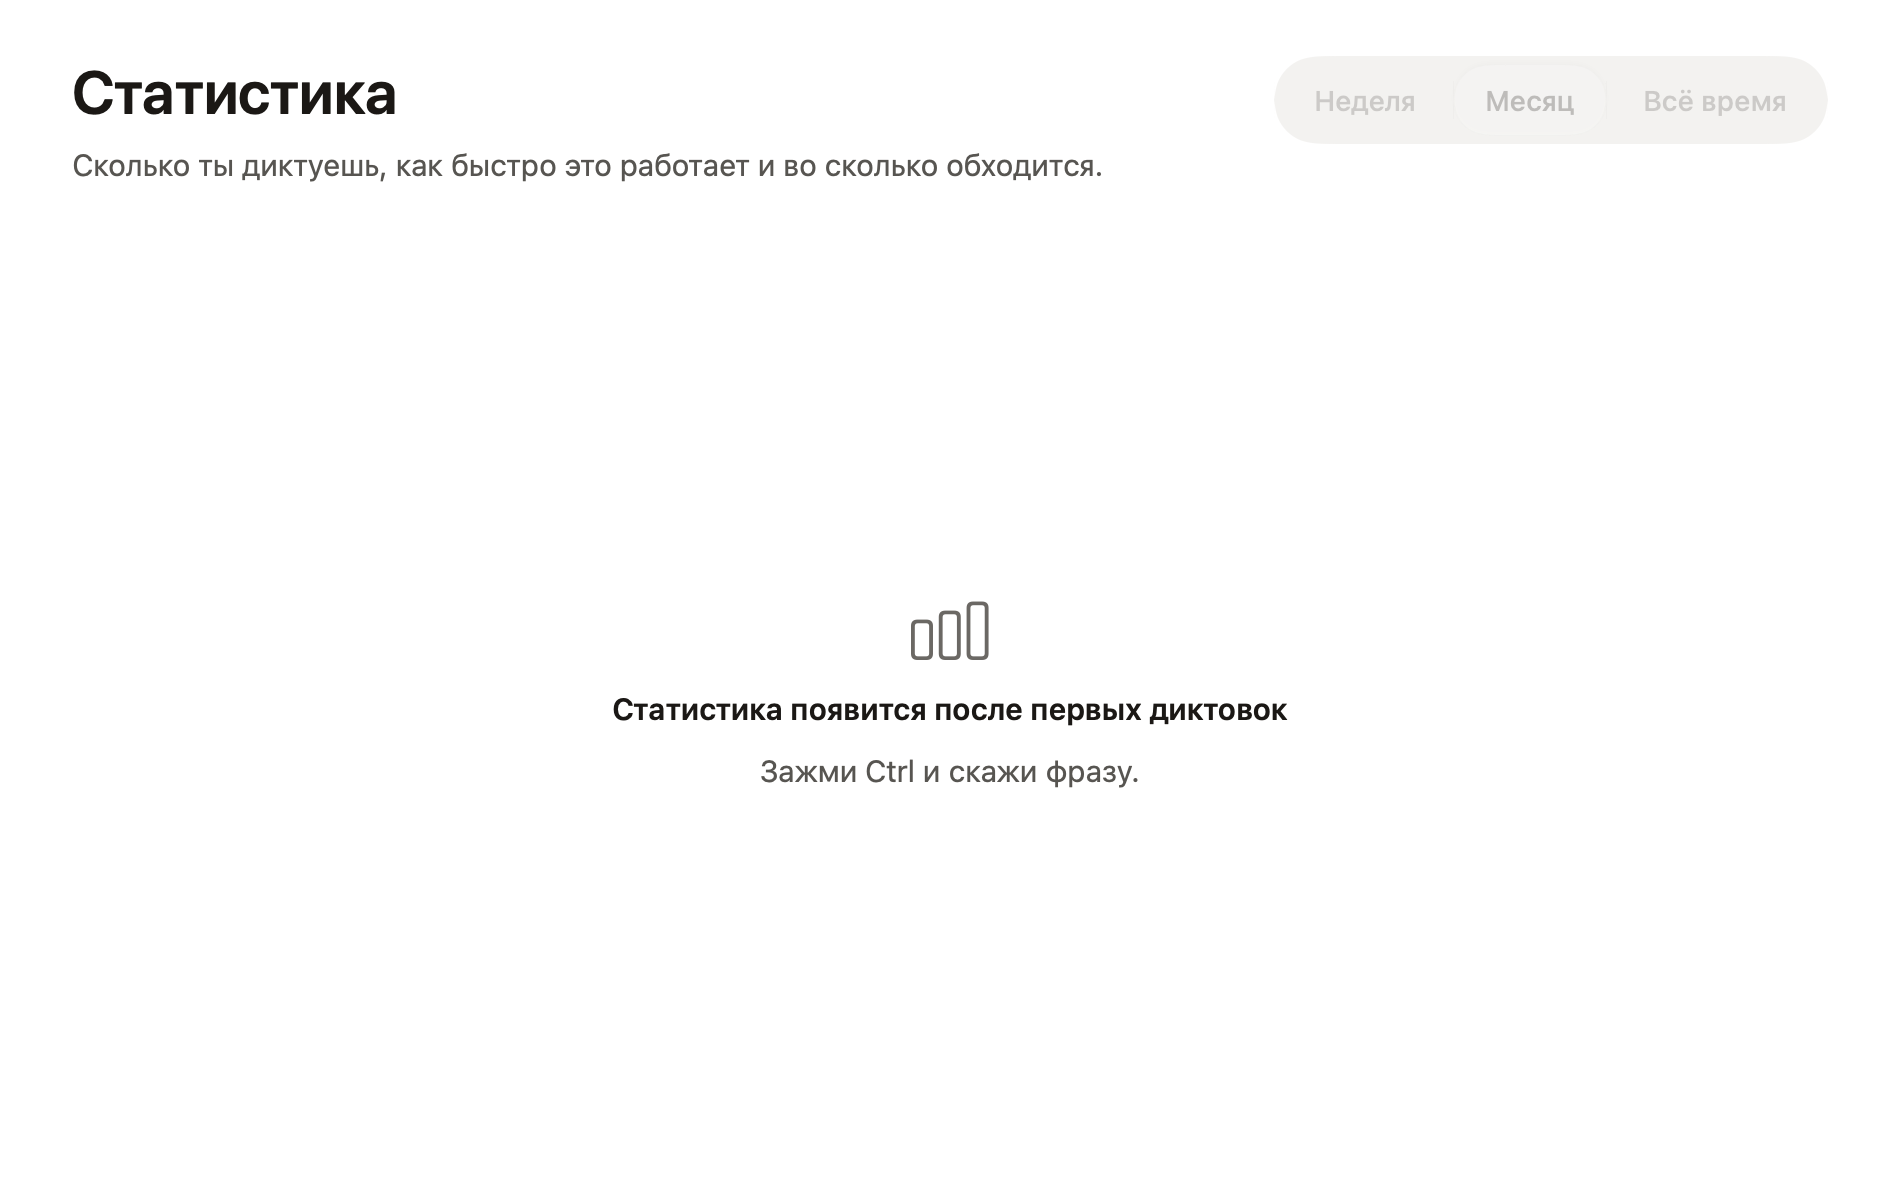 Статистика
Неделя Месяц Всё время
Сколько ты диктуешь, как быстро это работает и во сколько обходится.
Статистика появится после первых диктовок
Зажми Ctrl и скажи фразу.